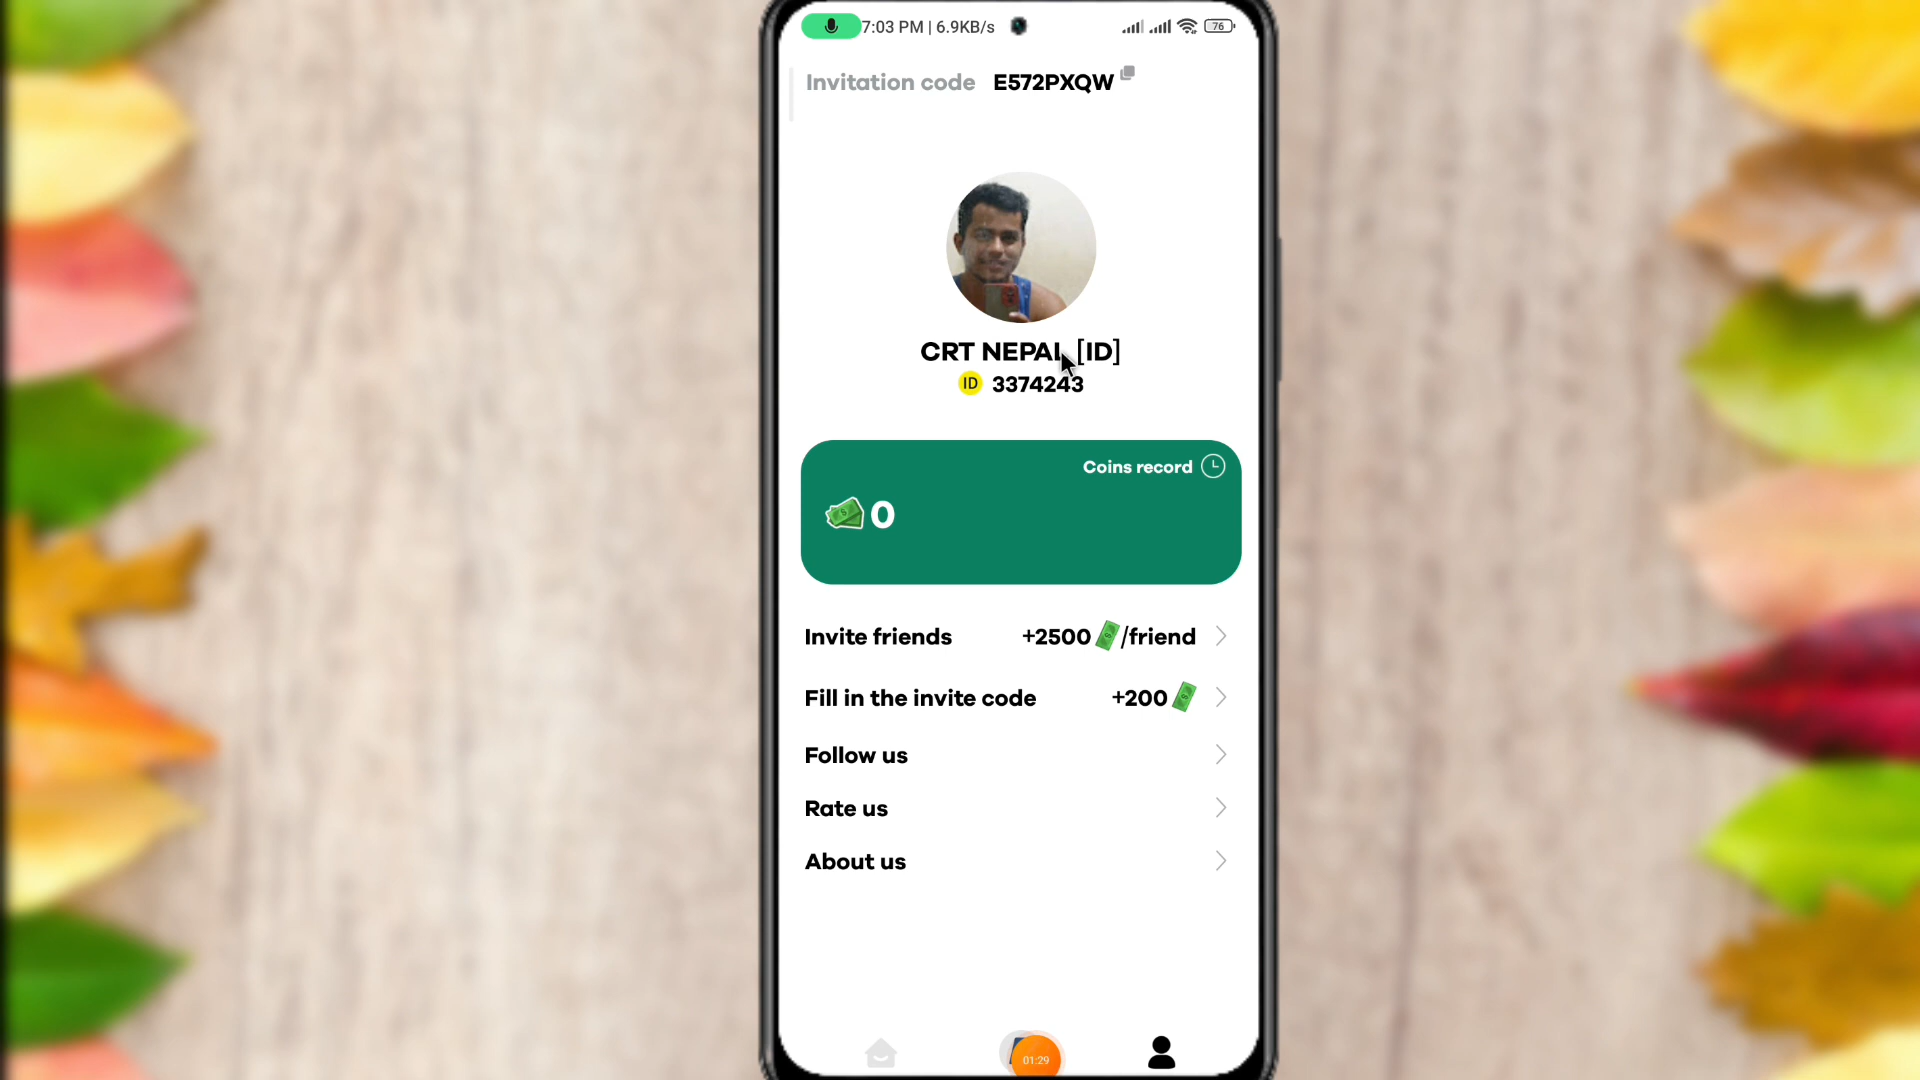 7:03 PM | 6.9KB/s 76
Invitation code E572PXQW
CRT NEPAL [ID]
ID 3374243
Coins record
0
Invite friends +2500 /friend
Fill in the invite code +200
Follow us
Rate us
About us
01:29